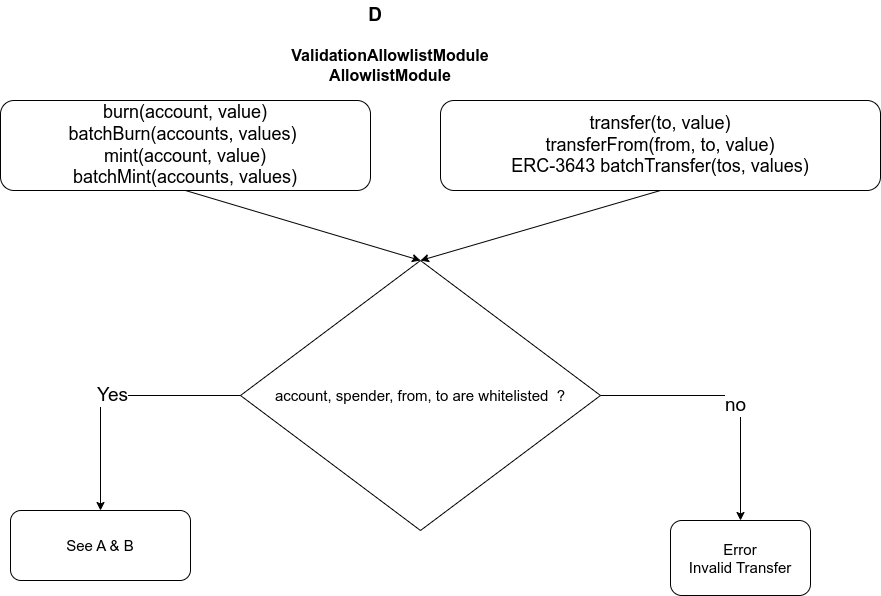 D
ValidationAllowlistModule
AllowlistModule
burn(account, value)
batchBurn(accounts, values)
mint(account, value)
batchMint(accounts, values)
transfer(to, value)
transferFrom(from, to, value)
ERC-3643 batchTransfer(tos, values)
account, spender, from, to are whitelisted ?
Yes
no
See A & B
Error
Invalid Transfer